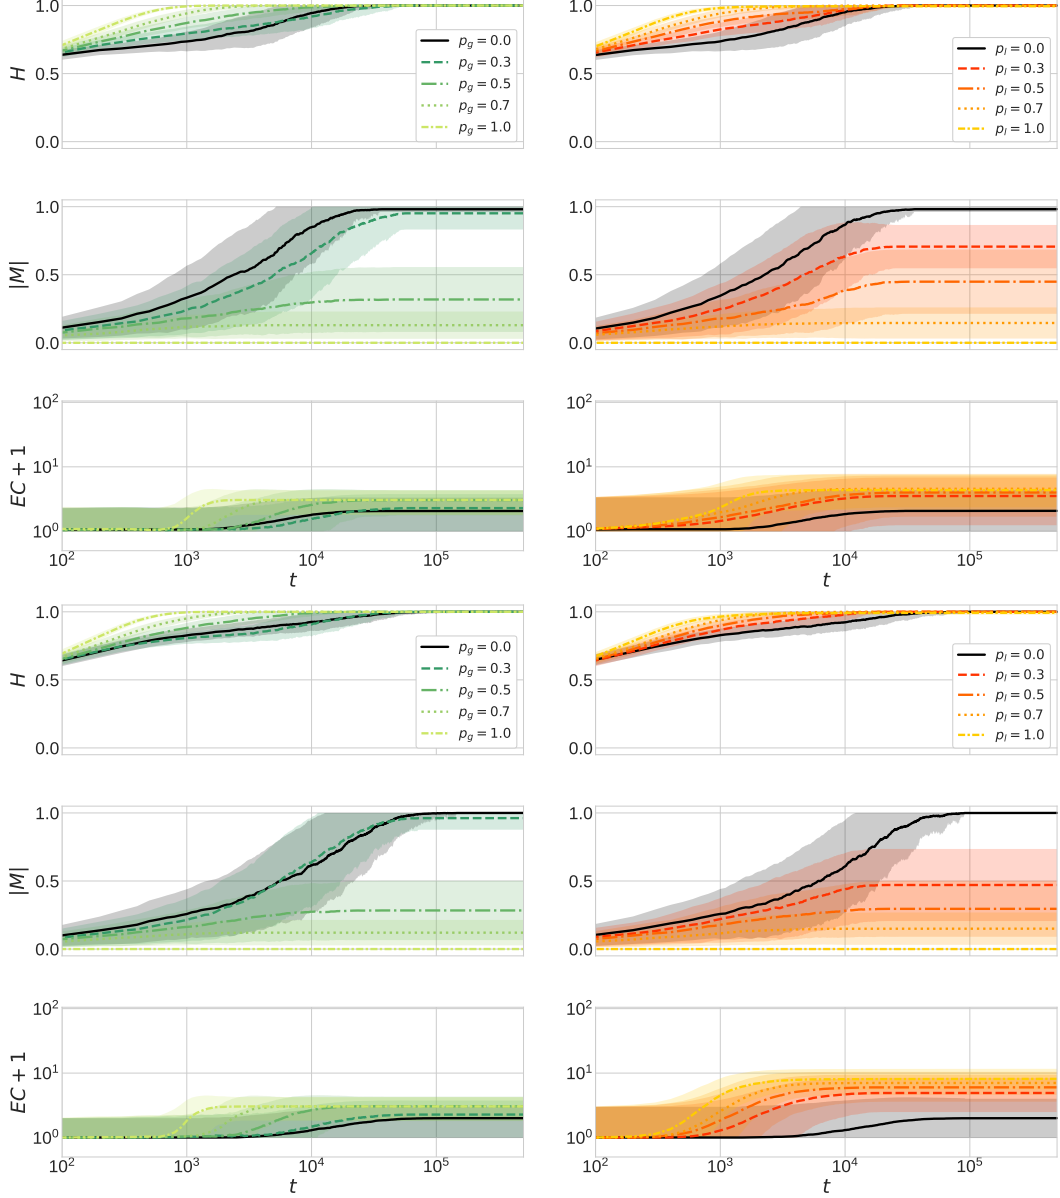 1.0
0.5
0.0
H
p_g = 0.0
p_g = 0.3
p_g = 0.5
p_g = 0.7
p_g = 1.0
1.0
0.5
0.0
p_l = 0.0
p_l = 0.3
p_l = 0.5
p_l = 0.7
p_l = 1.0
1.0
0.5
0.0
|M|
1.0
0.5
0.0
10^2
10^1
10^0
EC + 1
10^2 10^3 10^4 10^5
t
10^2
10^1
10^0
10^2 10^3 10^4 10^5
t
1.0
0.5
0.0
H
p_g = 0.0
p_g = 0.3
p_g = 0.5
p_g = 0.7
p_g = 1.0
1.0
0.5
0.0
p_l = 0.0
p_l = 0.3
p_l = 0.5
p_l = 0.7
p_l = 1.0
1.0
0.5
0.0
|M|
1.0
0.5
0.0
10^2
10^1
10^0
EC + 1
10^2 10^3 10^4 10^5
t
10^2
10^1
10^0
10^2 10^3 10^4 10^5
t